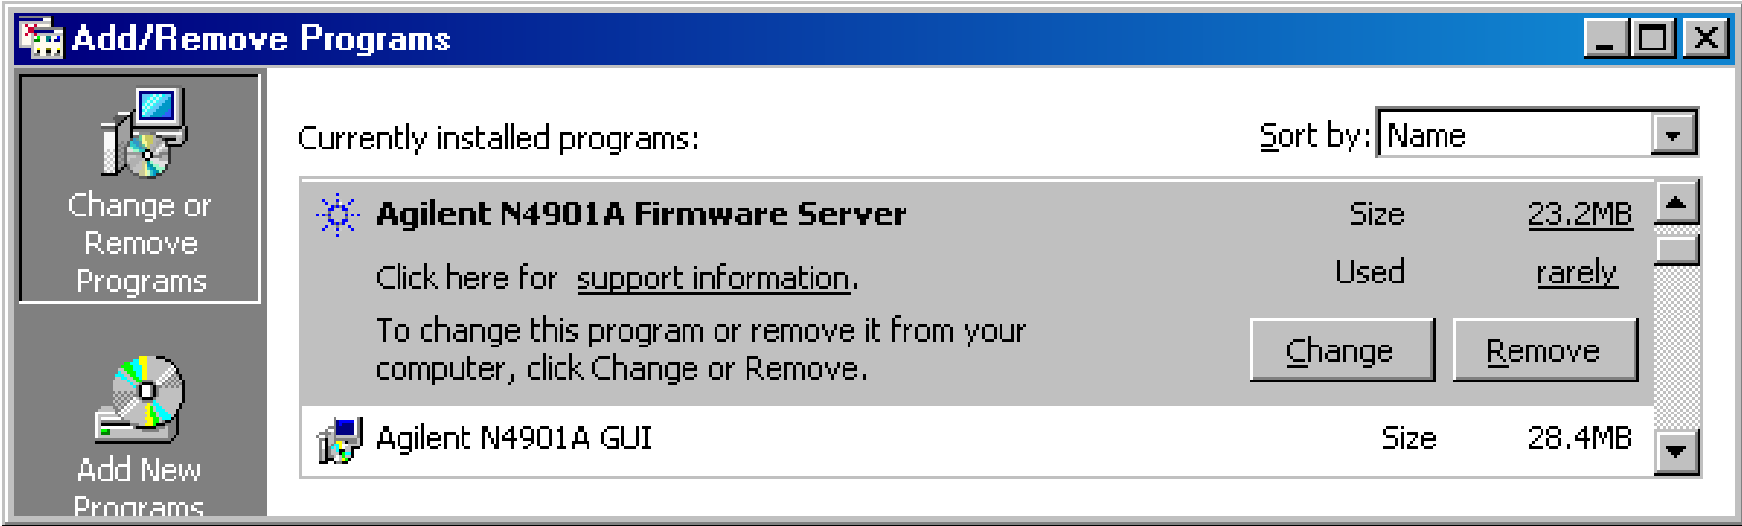 Add/Remove Programs
Change or
Remove
Programs
Add New
Programs
Currently installed programs:
Sort by: Name
Agilent N4901A Firmware Server Size 23.2MB
Click here for support information. Used rarely
To change this program or remove it from your
computer, click Change or Remove.
Change Remove
Agilent N4901A GUI Size 28.4MB